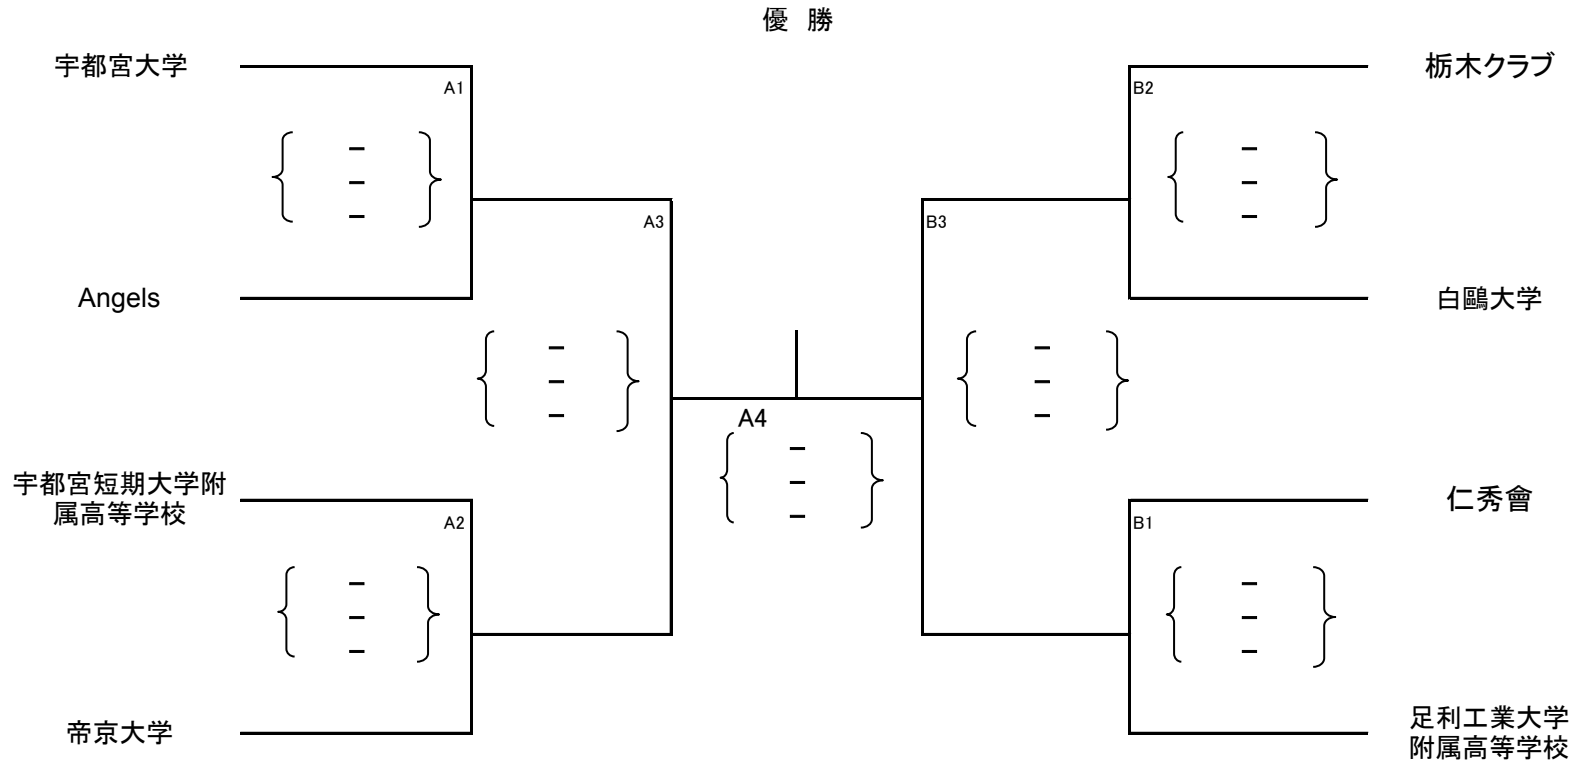 優 勝
宇都宮大学
栃木クラブ
A1
B2
－
－
－
－
－
－
A3
B3
Angels
白鷗大学
－
－
－
－
－
－
A4
－
－
－
宇都宮短期大学附
属高等学校
仁秀會
A2
B1
－
－
－
－
－
－
帝京大学
足利工業大学
附属高等学校